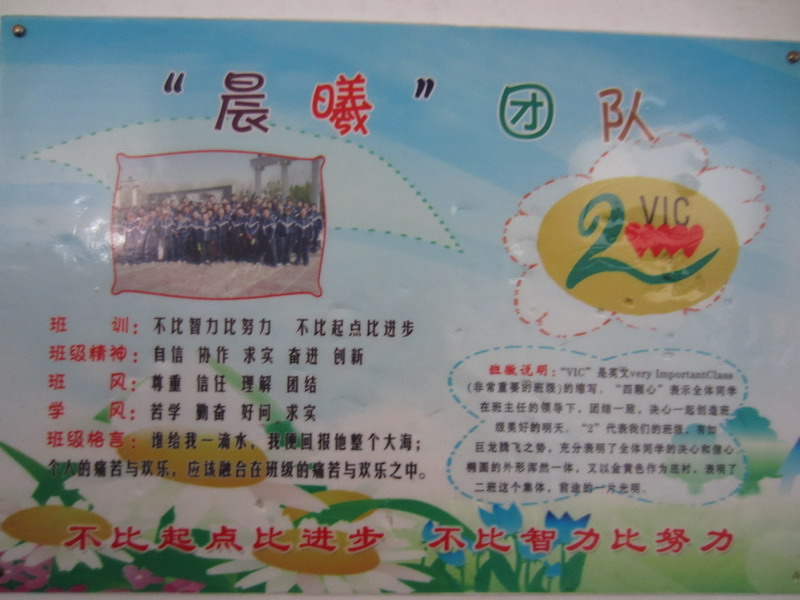 “晨曦”团队
VIC
2
班 训：不比智力比努力 不比起点比进步
班级精神：自信 协作 求实 奋进 创新
班 风：尊重 信任 理解 团结
学 风：苦学 勤奋 好问 求实
班级格言：谁给我一滴水，我便回报他整个大海；
个人的痛苦与欢乐，应该融合在班级的痛苦与欢乐之中。
班徽说明：“VIC”是英文very ImportantClass
(非常重要的班级)的缩写。“四颗心”表示全体同学
在班主任的领导下，团结一致，决心一起创造班
级美好的明天。“2”代表我们的班级，有如
巨龙腾飞之势，充分表明了全体同学的决心和信心
椭圆的外形浑然一体，又以金黄色作为底衬，表明了
二班这个集体，前途的一片光明．
不比起点比进步 不比智力比努力